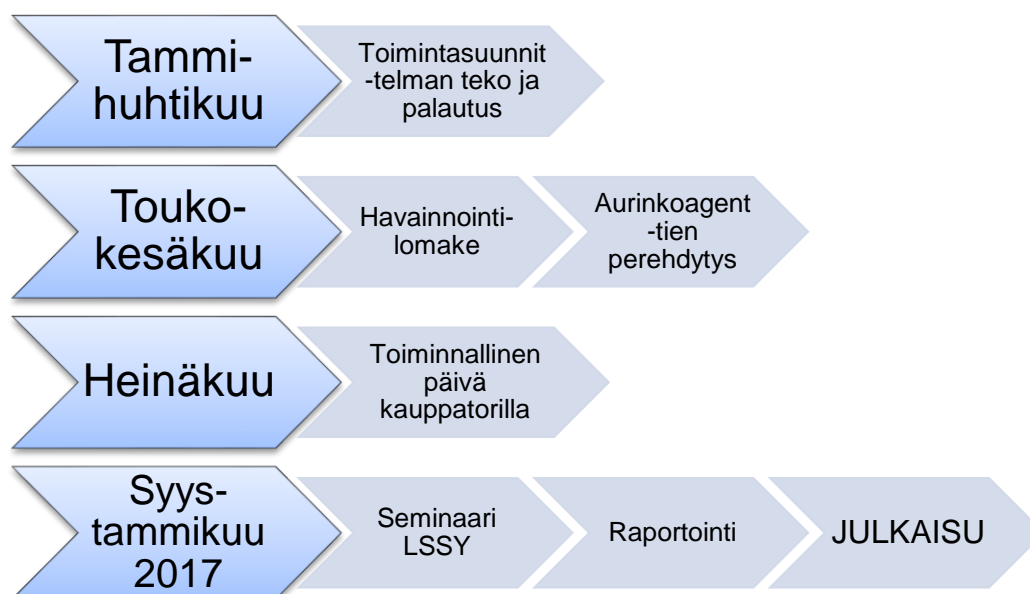 Tammi-
huhtikuu
Toimintasuunnit
-telman teko ja
palautus
Touko-
kesäkuu
Havainnointi-
lomake
Aurinkoagent
-tien
perehdytys
Heinäkuu
Toiminnallinen
päivä
kauppatorilla
Syys-
tammikuu
2017
Seminaari
LSSY
Raportointi
JULKAISU